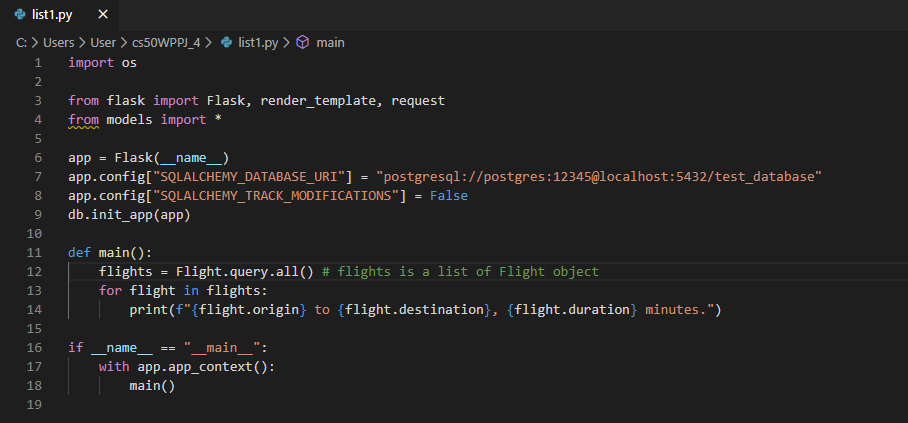 list1.py ×
C: > Users > User > cs50WPPJ_4 > list1.py > main
1 import os
2
3 from flask import Flask, render_template, request
4 from models import *
5
6 app = Flask(__name__)
7 app.config["SQLALCHEMY_DATABASE_URI"] = "postgresql://postgres:12345@localhost:5432/test_database"
8 app.config["SQLALCHEMY_TRACK_MODIFICATIONS"] = False
9 db.init_app(app)
10
11 def main():
12     flights = Flight.query.all() # flights is a list of Flight object
13     for flight in flights:
14         print(f"{flight.origin} to {flight.destination}, {flight.duration} minutes.")
15
16 if __name__ == "__main__":
17     with app.app_context():
18         main()
19